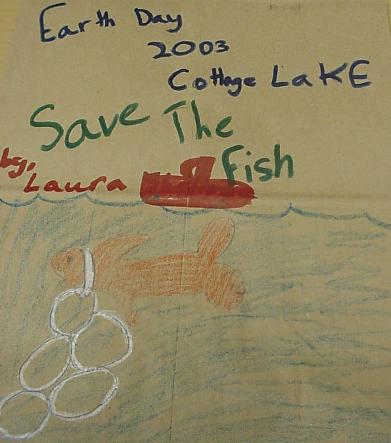 Earth Day
2003
Cottage LaKE
Save The
Fish
by,
Laura